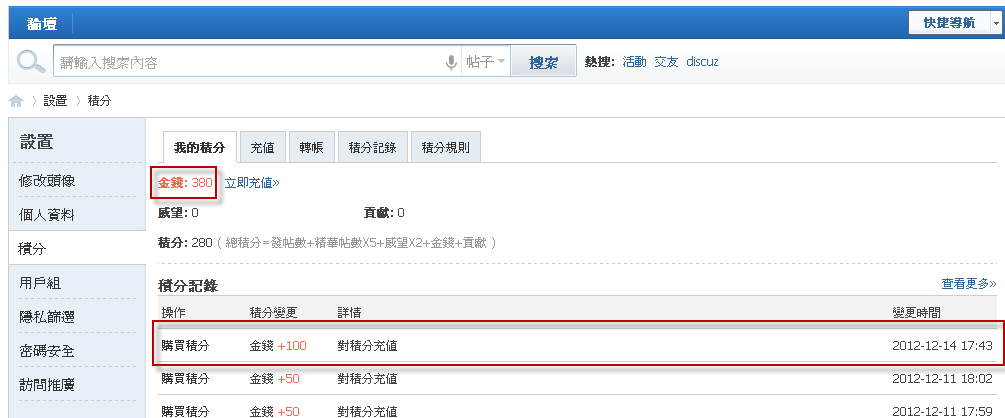 論壇 快捷導航
請輸入搜索內容 帖子 搜索 熱搜: 活動 交友 discuz
設置 積分
設置
修改頭像
個人資料
積分
用戶組
隱私篩選
密碼安全
訪問推廣
我的積分 充值 轉帳 積分記錄 積分規則
金錢: 380 立即充值»
威望: 0 貢獻: 0
積分: 280 ( 總積分=發帖數+精華帖數X5+威望X2+金錢+貢獻 )
積分記錄 查看更多»
操作 積分變更 詳情 變更時間
購買積分 金錢 +100 對積分充值 2012-12-14 17:43
購買積分 金錢 +50 對積分充值 2012-12-11 18:02
購買積分 金錢 +50 對積分充值 2012-12-11 17:59